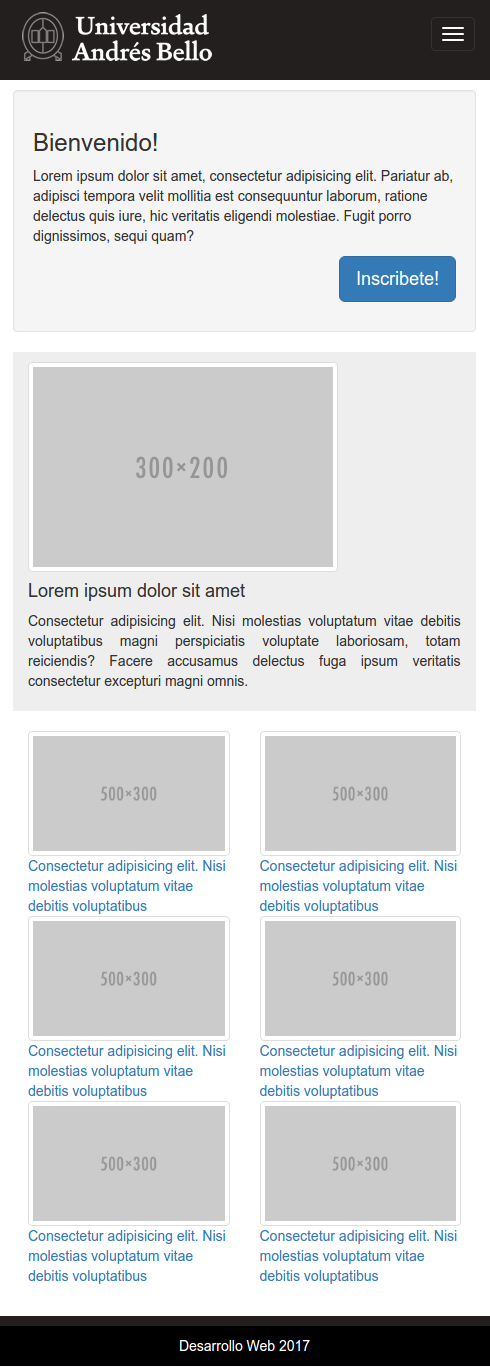 Universidad
Andrés Bello
Bienvenido!
Lorem ipsum dolor sit amet, consectetur adipisicing elit. Pariatur ab,
adipisci tempora velit mollitia est consequuntur laborum, ratione
delectus quis iure, hic veritatis eligendi molestiae. Fugit porro
dignissimos, sequi quam?
Inscribete!
300×200
Lorem ipsum dolor sit amet
Consectetur adipisicing elit. Nisi molestias voluptatum vitae debitis
voluptatibus magni perspiciatis voluptate laboriosam, totam
reiciendis? Facere accusamus delectus fuga ipsum veritatis
consectetur excepturi magni omnis.
500×300
Consectetur adipisicing elit. Nisi
molestias voluptatum vitae
debitis voluptatibus
500×300
Consectetur adipisicing elit. Nisi
molestias voluptatum vitae
debitis voluptatibus
500×300
Consectetur adipisicing elit. Nisi
molestias voluptatum vitae
debitis voluptatibus
500×300
Consectetur adipisicing elit. Nisi
molestias voluptatum vitae
debitis voluptatibus
500×300
Consectetur adipisicing elit. Nisi
molestias voluptatum vitae
debitis voluptatibus
500×300
Consectetur adipisicing elit. Nisi
molestias voluptatum vitae
debitis voluptatibus
Desarrollo Web 2017